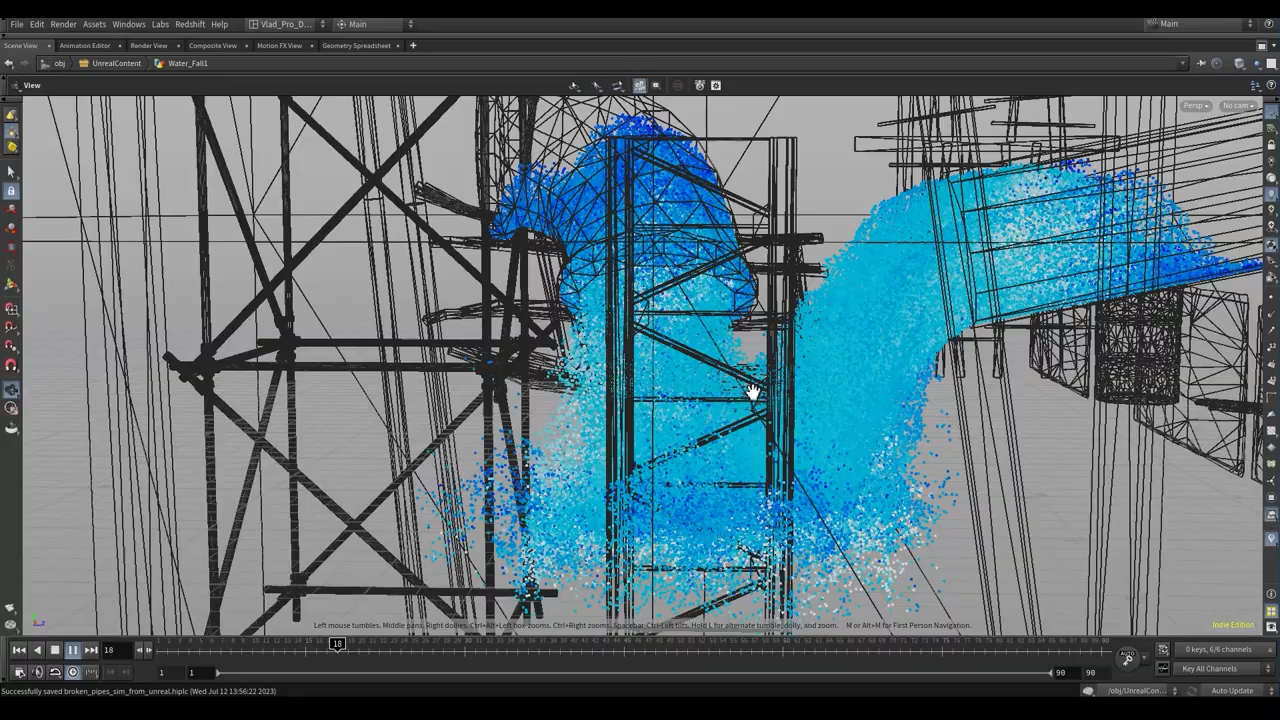 File Edit Render Assets Windows Labs Redshift Help Vlad_Pro_D... Main Main
Scene View Animation Editor Render View Composite View Motion FX View Geometry Spreadsheet
obj UnrealContent Water_Fall1
View
Persp No cam
Left mouse tumbles. Middle pans. Right dollies. Ctrl+Alt+Left box-zooms. Ctrl+Right zooms. Spacebar-Ctrl-Left tilts. Hold L for alternate tumble, dolly, and zoom. M or Alt+M for First Person Navigation.
Indie Edition
18 18 0 keys, 6/6 channels
AUTO
1 1 90 90 Key All Channels
Successfully saved broken_pipes_sim_from_unreal.hiplc (Wed Jul 12 13:56:22 2023) /obj/UnrealCon... Auto Update